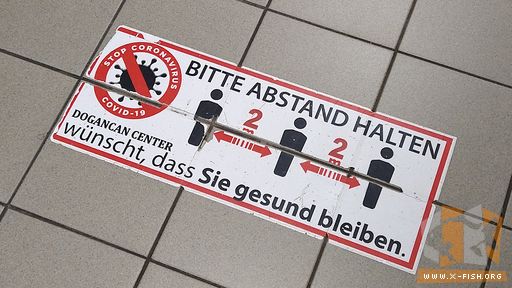 STOP CORONAVIRUS
COVID-19
BITTE ABSTAND HALTEN
2 m
2 m
DOGANCAN CENTER
wünscht, dass Sie gesund bleiben.
WWW.X-FISH.ORG